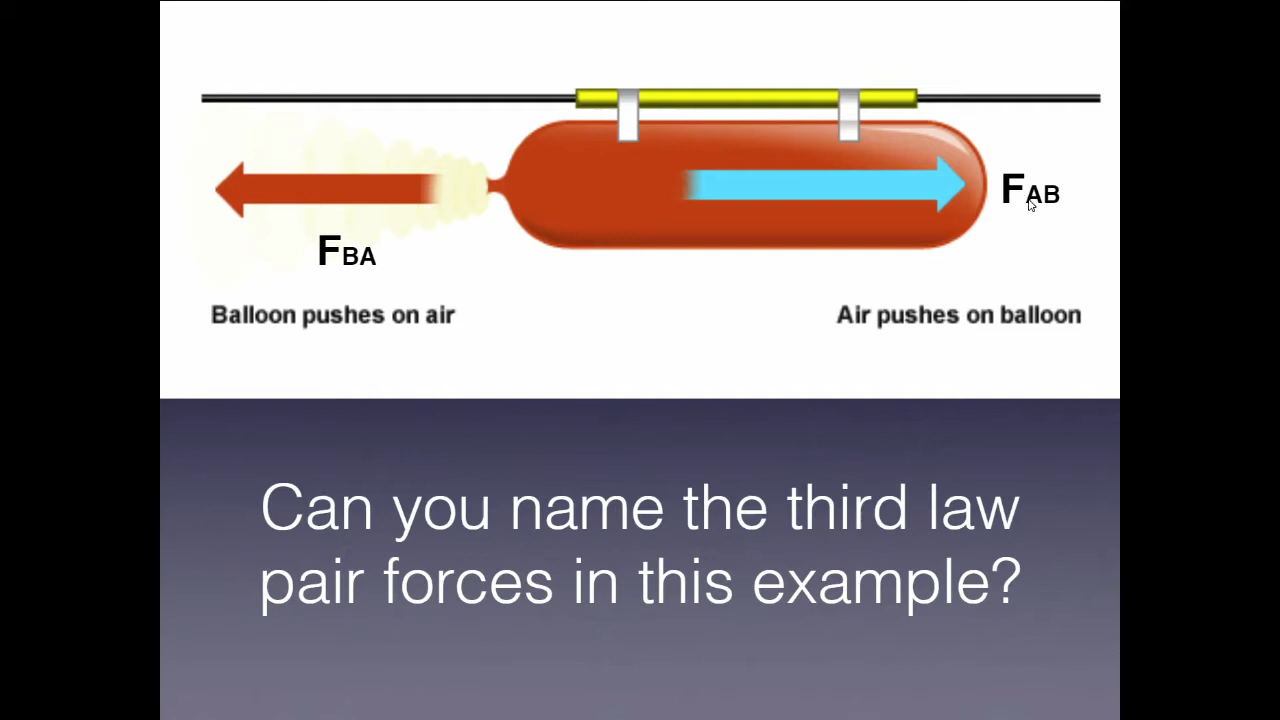 FAB
FBA
Balloon pushes on air
Air pushes on balloon
Can you name the third law
pair forces in this example?